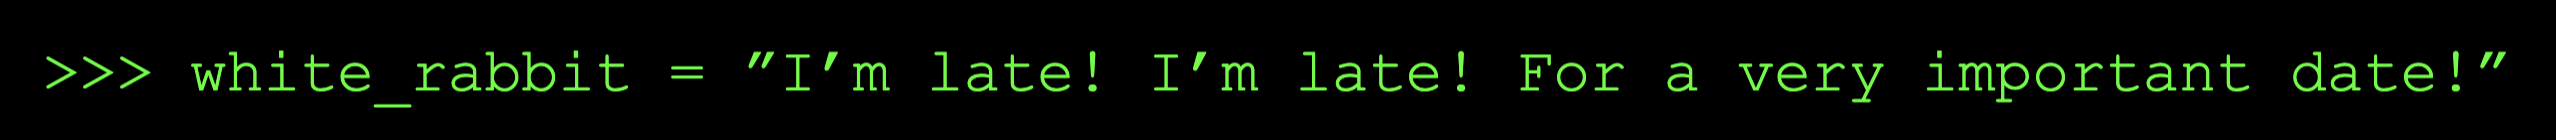 >>> white_rabbit = ”I’m late! I’m late! For a very important date!”